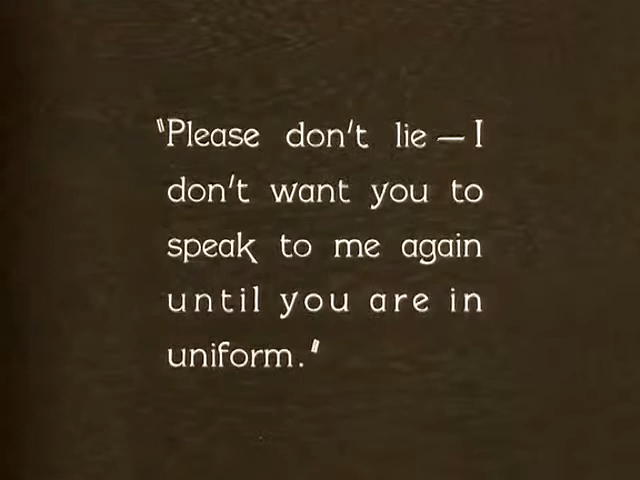 "Please don't lie — I
don't want you to
speak to me again
until you are in
uniform."